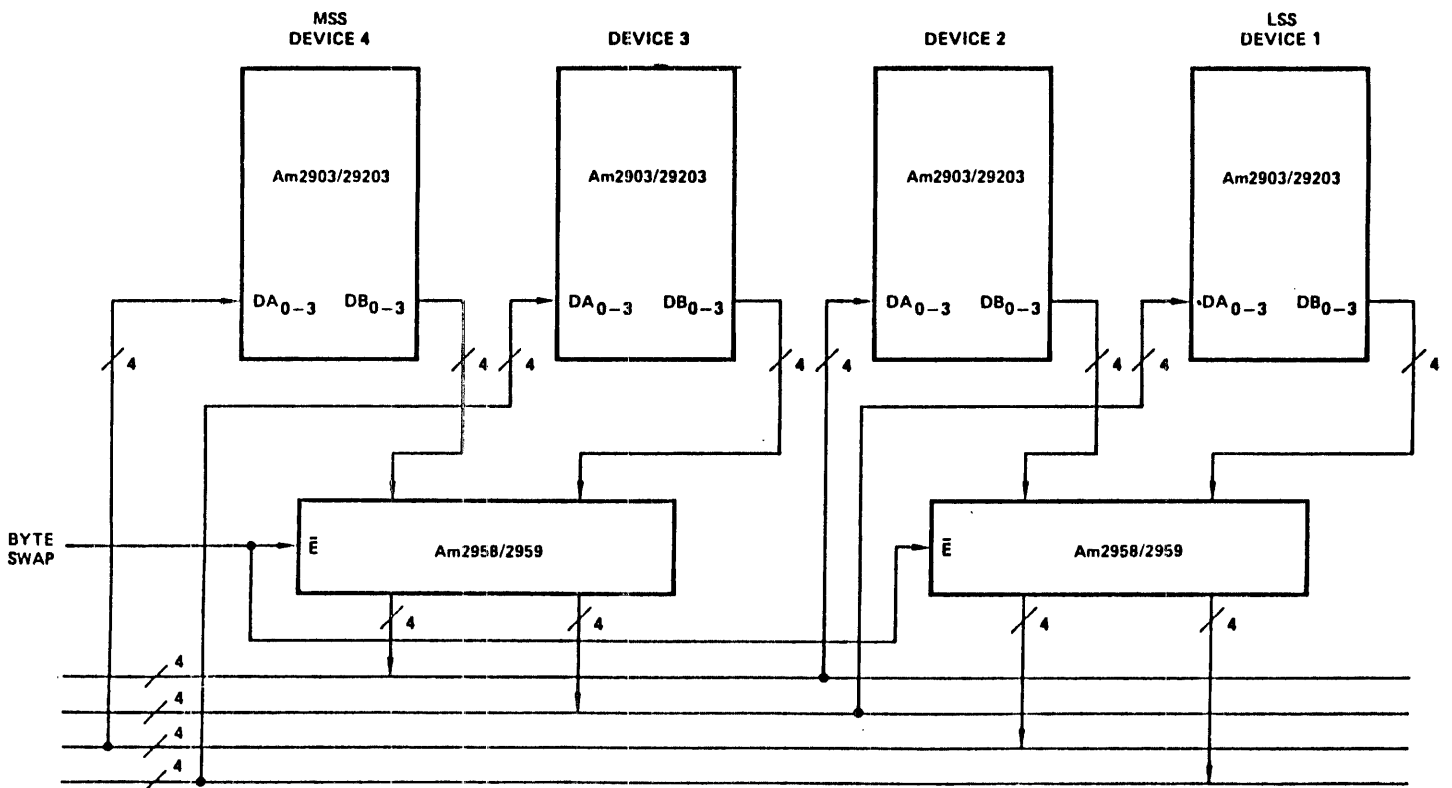 MSS
DEVICE 4
DEVICE 3
DEVICE 2
LSS
DEVICE 1
Am2903/29203
Am2903/29203
Am2903/29203
Am2903/29203
DA0–3 DB0–3
DA0–3 DB0–3
DA0–3 DB0–3
DA0–3 DB0–3
4 4 4 4 4 4 4 4
BYTE
SWAP
E̅ Am2958/2959
E̅ Am2958/2959
4 4 4 4
4
4
4
4